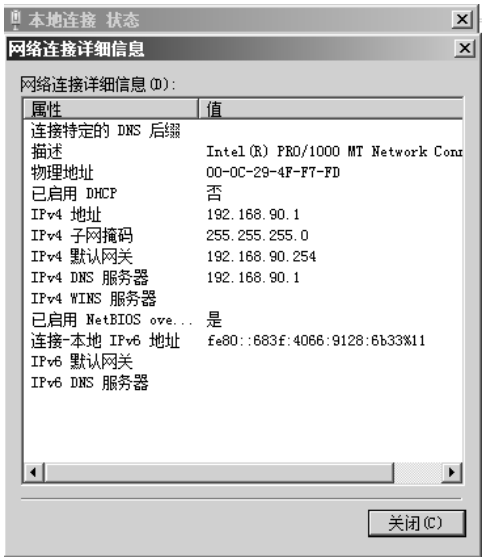 本地连接 状态
网络连接详细信息
网络连接详细信息(D):
属性 值
连接特定的 DNS 后缀
描述 Intel(R) PRO/1000 MT Network Conn
物理地址 00-0C-29-4F-F7-FD
已启用 DHCP 否
IPv4 地址 192.168.90.1
IPv4 子网掩码 255.255.255.0
IPv4 默认网关 192.168.90.254
IPv4 DNS 服务器 192.168.90.1
IPv4 WINS 服务器
已启用 NetBIOS ove... 是
连接-本地 IPv6 地址 fe80::683f:4066:9128:6b33%11
IPv6 默认网关
IPv6 DNS 服务器
关闭(C)